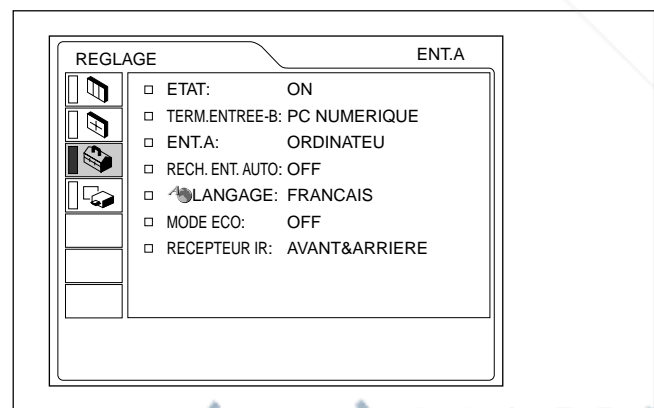 REGLAGE ENT.A
ETAT: ON
TERM.ENTREE-B: PC NUMERIQUE
ENT.A: ORDINATEU
RECH. ENT. AUTO: OFF
LANGAGE: FRANCAIS
MODE ECO: OFF
RECEPTEUR IR: AVANT&ARRIERE